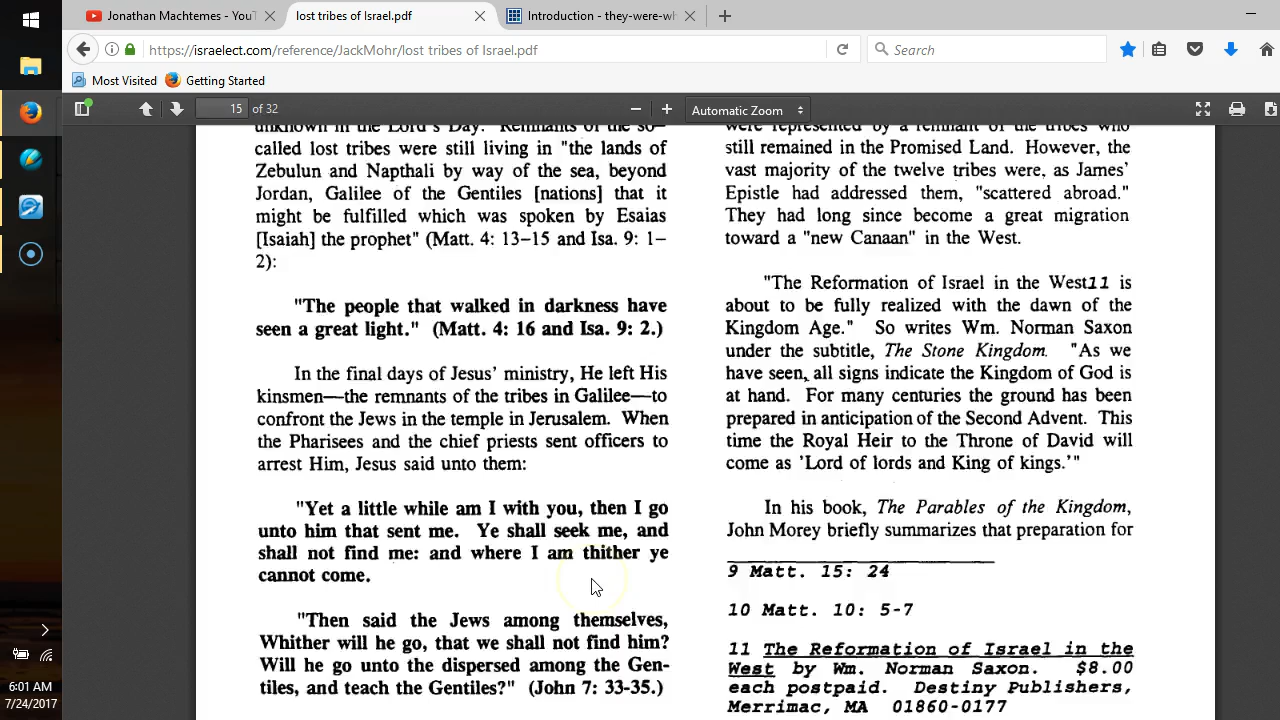 Jonathan Machtemes - You
lost tribes of Israel.pdf
Introduction - they-were-wh
https://israelect.com/reference/JackMohr/lost tribes of Israel.pdf
Search
Most Visited
Getting Started
15 of 32
Automatic Zoom
unknown in the Lord's Day. Remnants of the so-
called lost tribes were still living in "the lands of
Zebulun and Napthali by way of the sea, beyond
Jordan, Galilee of the Gentiles [nations] that it
might be fulfilled which was spoken by Esaias
[Isaiah] the prophet" (Matt. 4: 13-15 and Isa. 9: 1-
2):
"The people that walked in darkness have
seen a great light." (Matt. 4: 16 and Isa. 9: 2.)
In the final days of Jesus' ministry, He left His
kinsmen—the remnants of the tribes in Galilee—to
confront the Jews in the temple in Jerusalem. When
the Pharisees and the chief priests sent officers to
arrest Him, Jesus said unto them:
"Yet a little while am I with you, then I go
unto him that sent me. Ye shall seek me, and
shall not find me: and where I am thither ye
cannot come.
"Then said the Jews among themselves,
Whither will he go, that we shall not find him?
Will he go unto the dispersed among the Gen-
tiles, and teach the Gentiles?" (John 7: 33-35.)
were represented by a remnant of the tribes who
still remained in the Promised Land. However, the
vast majority of the twelve tribes were, as James'
Epistle had addressed them, "scattered abroad."
They had long since become a great migration
toward a "new Canaan" in the West.
"The Reformation of Israel in the West11 is
about to be fully realized with the dawn of the
Kingdom Age." So writes Wm. Norman Saxon
under the subtitle, The Stone Kingdom. "As we
have seen, all signs indicate the Kingdom of God is
at hand. For many centuries the ground has been
prepared in anticipation of the Second Advent. This
time the Royal Heir to the Throne of David will
come as 'Lord of lords and King of kings.'"
In his book, The Parables of the Kingdom,
John Morey briefly summarizes that preparation for
9 Matt. 15: 24
10 Matt. 10: 5-7
11 The Reformation of Israel in the
West by Wm. Norman Saxon. $8.00
each postpaid. Destiny Publishers,
Merrimac, MA 01860-0177
6:01 AM
7/24/2017